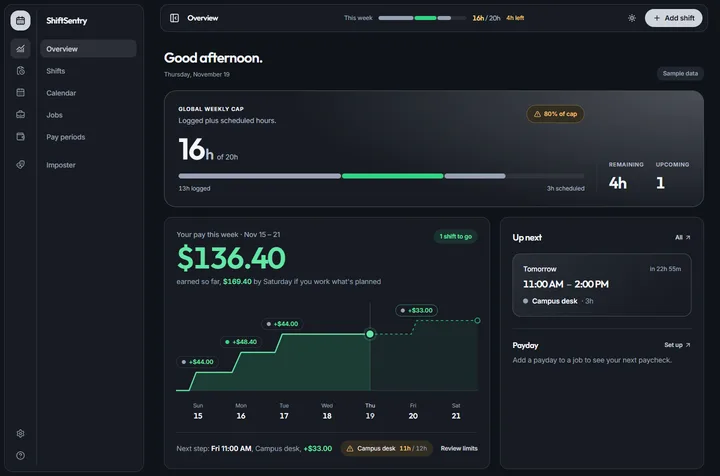 ShiftSentry
Overview
Shifts
Calendar
Jobs
Pay periods
Imposter
Overview
This week 16h / 20h 4h left
+ Add shift
Good afternoon.
Thursday, November 19
Sample data
GLOBAL WEEKLY CAP
Logged plus scheduled hours.
80% of cap
16h of 20h
13h logged
3h scheduled
REMAINING
4h
UPCOMING
1
Your pay this week · Nov 15 – 21
1 shift to go
$136.40
earned so far, $169.40 by Saturday if you work what's planned
+$44.00
+$48.40
+$44.00
+$33.00
Sun Mon Tue Wed Thu Fri Sat
15 16 17 18 19 20 21
Next step: Fri 11:00 AM, Campus desk, +$33.00
Campus desk 11h / 12h
Review limits
Up next
All
Tomorrow
In 22h 55m
11:00 AM – 2:00 PM
Campus desk · 3h
Payday
Set up
Add a payday to a job to see your next paycheck.